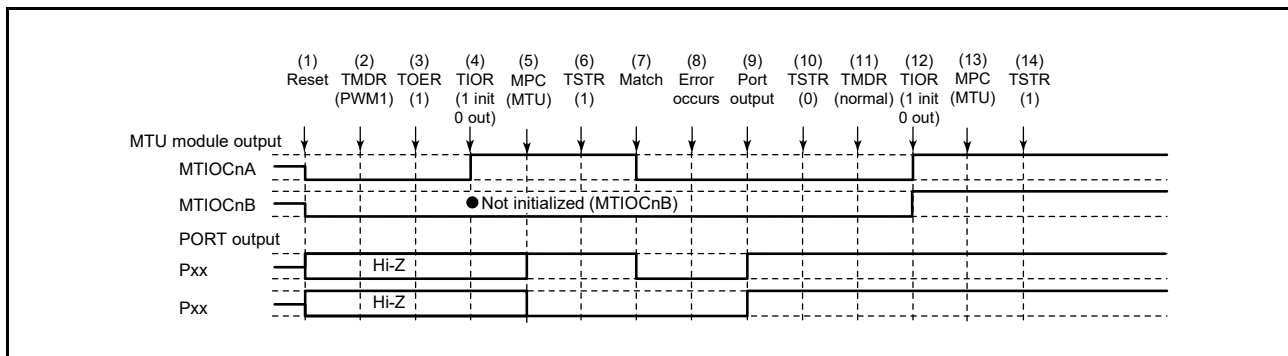 (1) (2) (3) (4) (5) (6) (7) (8) (9) (10) (11) (12) (13) (14)
Reset TMDR TOER TIOR MPC TSTR Match Error Port TSTR TMDR TIOR MPC TSTR
(PWM1) (1) (1 init (MTU) (1) occurs output (0) (normal) (1 init (MTU) (1)
0 out) 0 out)
MTU module output
MTIOCnA
MTIOCnB ●Not initialized (MTIOCnB)
PORT output
Pxx Hi-Z
Pxx Hi-Z